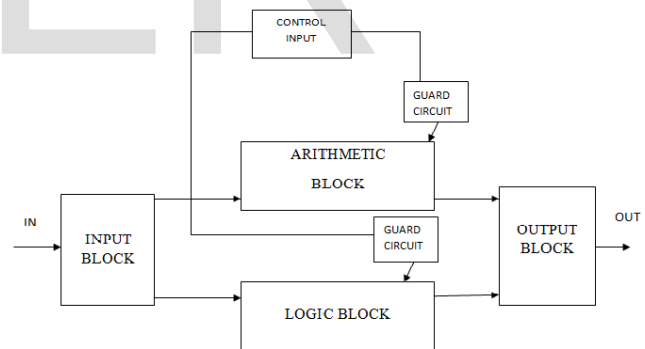 CONTROL
INPUT
GUARD
CIRCUIT
ARITHMETIC
BLOCK
IN
INPUT
BLOCK
GUARD
CIRCUIT
OUTPUT
BLOCK
OUT
LOGIC BLOCK